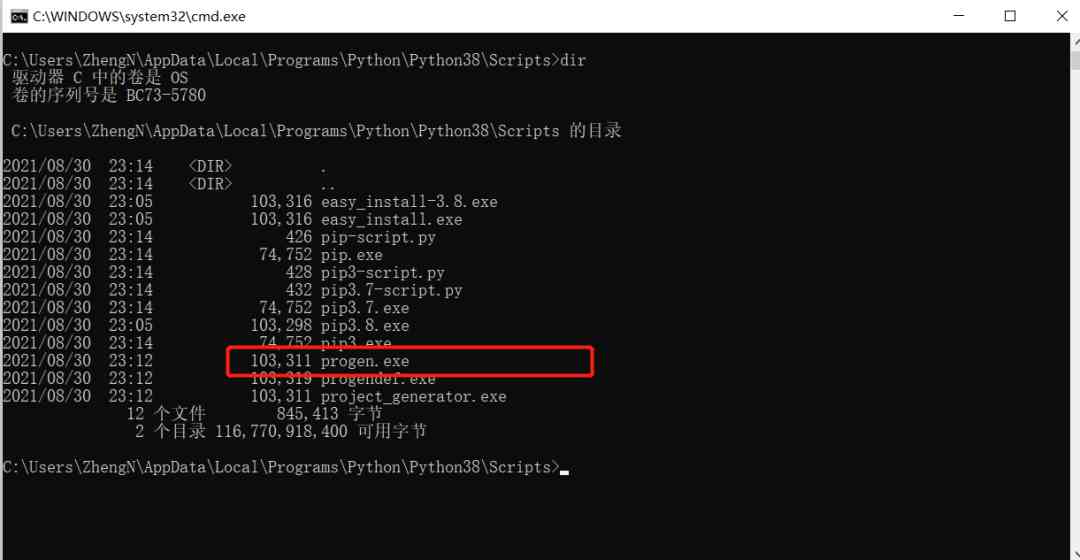 C:\WINDOWS\system32\cmd.exe
C:\Users\ZhengN\AppData\Local\Programs\Python\Python38\Scripts>dir
驱动器 C 中的卷是 OS
卷的序列号是 BC73-5780
C:\Users\ZhengN\AppData\Local\Programs\Python\Python38\Scripts 的目录
2021/08/30  23:14    <DIR>          .
2021/08/30  23:14    <DIR>          ..
2021/08/30  23:05           103,316 easy_install-3.8.exe
2021/08/30  23:05           103,316 easy_install.exe
2021/08/30  23:14               426 pip-script.py
2021/08/30  23:14            74,752 pip.exe
2021/08/30  23:14               428 pip3-script.py
2021/08/30  23:14               432 pip3.7-script.py
2021/08/30  23:14            74,752 pip3.7.exe
2021/08/30  23:05           103,298 pip3.8.exe
2021/08/30  23:14            74,752 pip3.exe
2021/08/30  23:12           103,311 progen.exe
2021/08/30  23:12           103,319 progendef.exe
2021/08/30  23:12           103,311 project_generator.exe
12 个文件        845,413 字节
2 个目录 116,770,918,400 可用字节
C:\Users\ZhengN\AppData\Local\Programs\Python\Python38\Scripts>